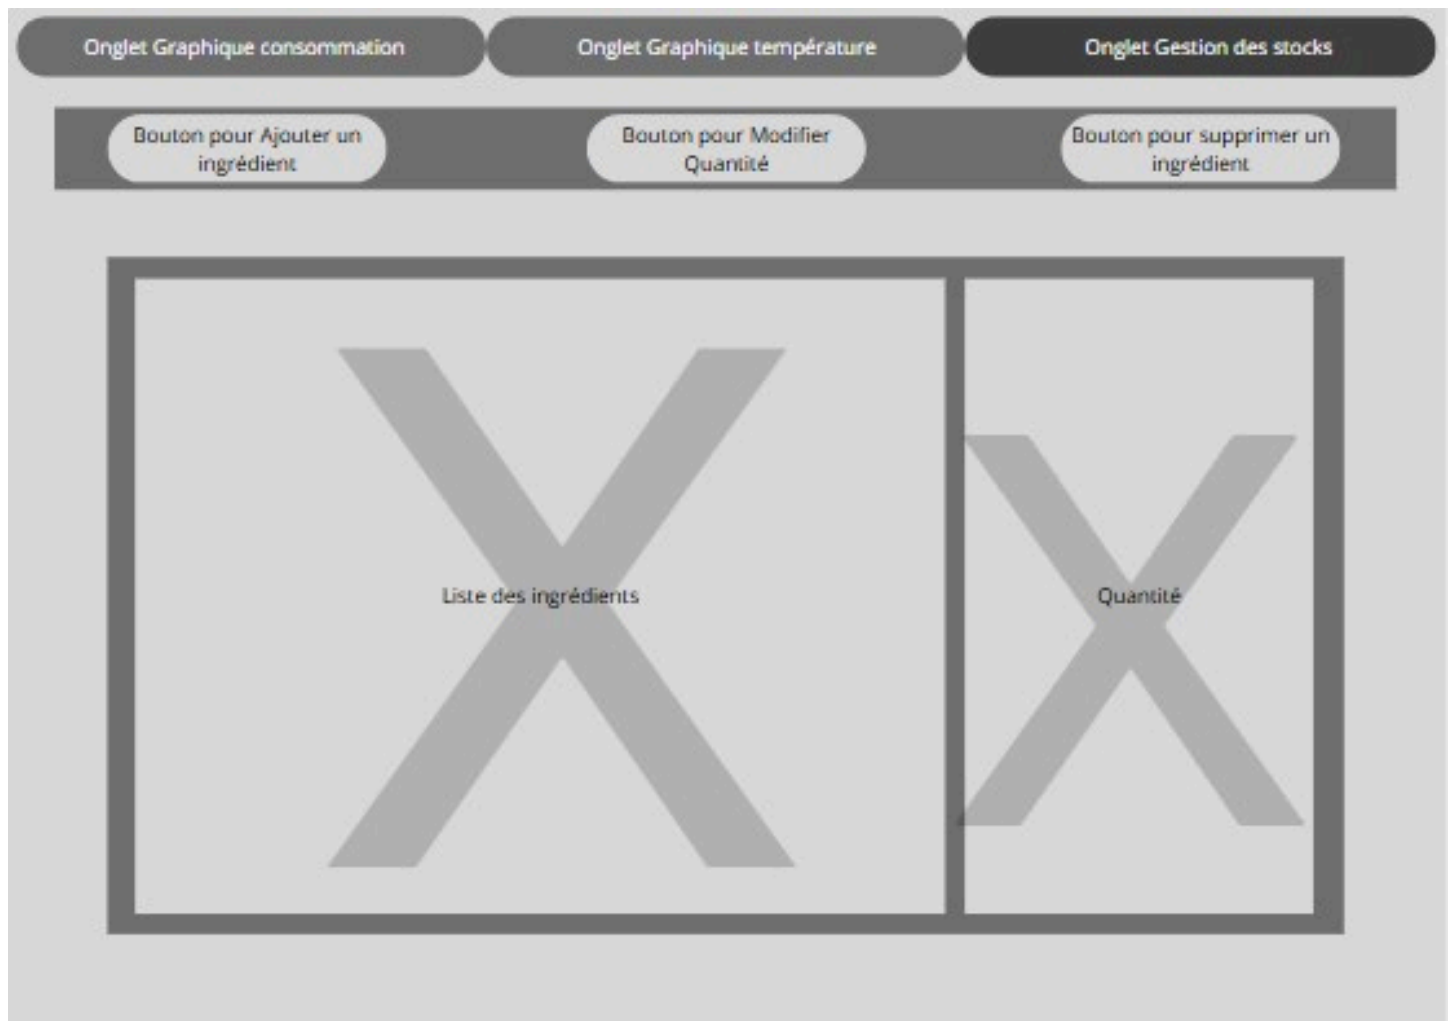 Onglet Graphique consommation
Onglet Graphique température
Onglet Gestion des stocks
Bouton pour Ajouter un
ingrédient
Bouton pour Modifier
Quantité
Bouton pour supprimer un
ingrédient
Liste des ingrédients
Quantité